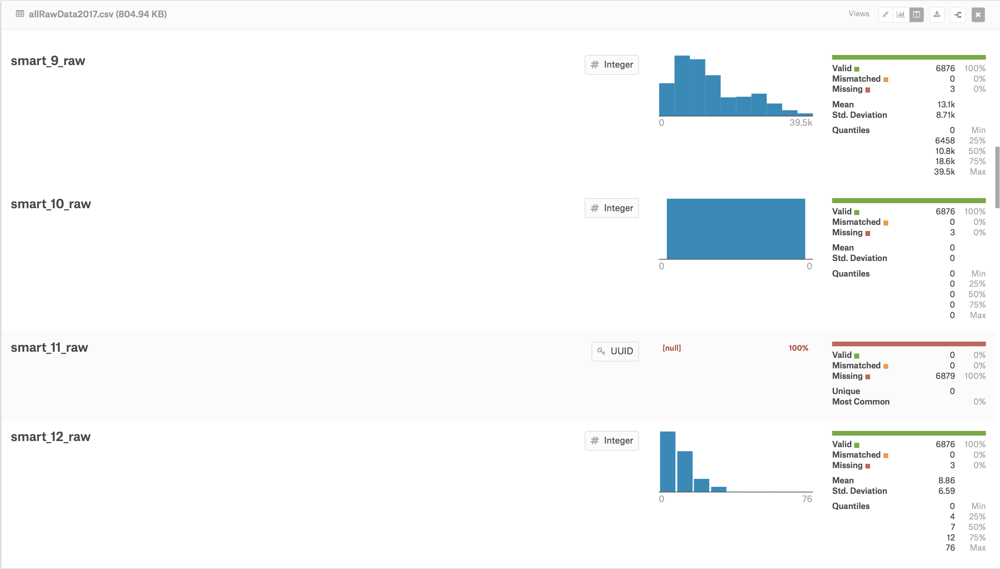 allRawData2017.csv (804.94 KB)
Views
smart_9_raw
# Integer
0 39.5k
Valid 6876 100%
Mismatched 0 0%
Missing 3 0%
Mean 13.1k
Std. Deviation 8.71k
Quantiles 0 Min
6458 25%
10.8k 50%
18.6k 75%
39.5k Max
smart_10_raw
# Integer
0 0
Valid 6876 100%
Mismatched 0 0%
Missing 3 0%
Mean 0
Std. Deviation 0
Quantiles 0 Min
0 25%
0 50%
0 75%
0 Max
smart_11_raw
UUID
[null] 100%
Valid 0 0%
Mismatched 0 0%
Missing 6879 100%
Unique 0
Most Common 0%
smart_12_raw
# Integer
0 76
Valid 6876 100%
Mismatched 0 0%
Missing 3 0%
Mean 8.86
Std. Deviation 6.59
Quantiles 0 Min
4 25%
7 50%
12 75%
76 Max